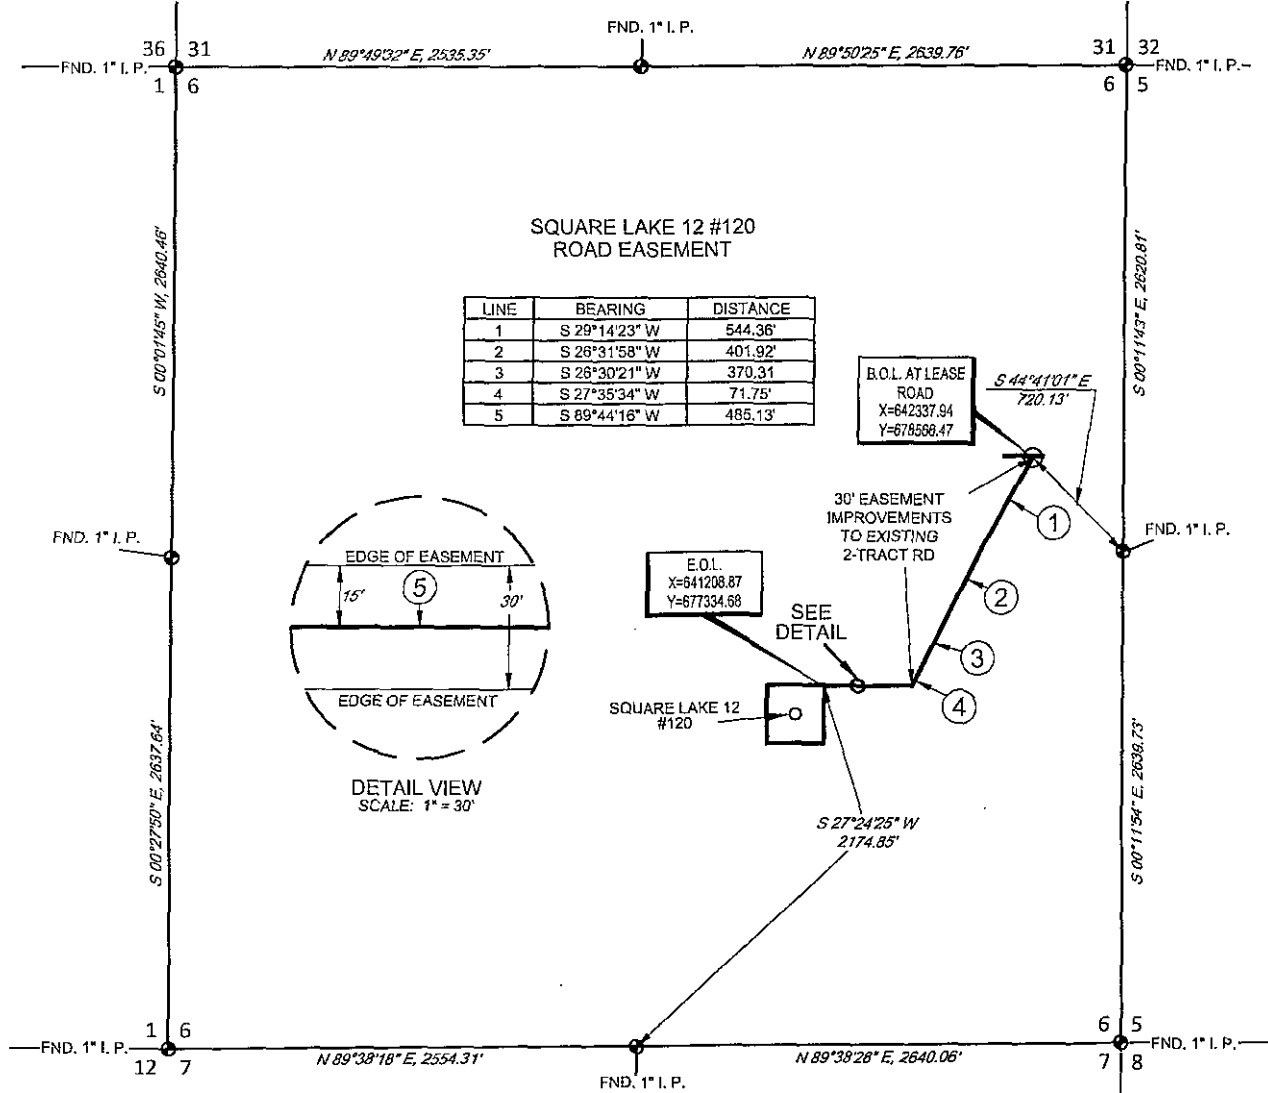 FND. 1" I. P.
36 31
N 89°49'32" E, 2535.35'
N 89°50'25" E, 2639.76'
31 32
FND. 1" I. P.
FND. 1" I. P.
1 6
6 5
SQUARE LAKE 12 #120
ROAD EASEMENT
S 00°01'45" W, 2640.46'
S 00°11'43" E, 2620.81'
LINE BEARING DISTANCE
1 S 29°14'23" W 544.36'
2 S 26°31'58" W 401.92'
3 S 26°30'21" W 370.31
4 S 27°35'34" W 71.75'
5 S 89°44'16" W 485.13'
B.O.L. AT LEASE
ROAD
X=642337.94
Y=678568.47
S 44°41'01" E
720.13'
30' EASEMENT
IMPROVEMENTS
TO EXISTING
2-TRACT RD
1
FND. 1" I. P.
FND. 1" I. P.
EDGE OF EASEMENT
15'
5
30'
EDGE OF EASEMENT
DETAIL VIEW
SCALE: 1" = 30'
E.O.L.
X=641208.87
Y=677334.68
SEE
DETAIL
2
3
4
SQUARE LAKE 12
#120
S 00°27'50" E, 2637.64'
S 00°11'54" E, 2639.73'
S 27°24'25" W
2174.85'
1 6
6 5
FND. 1" I. P.
FND. 1" I. P.
12 7
N 89°38'18" E, 2554.31'
N 89°38'28" E, 2640.06'
7 8
FND. 1" I. P.